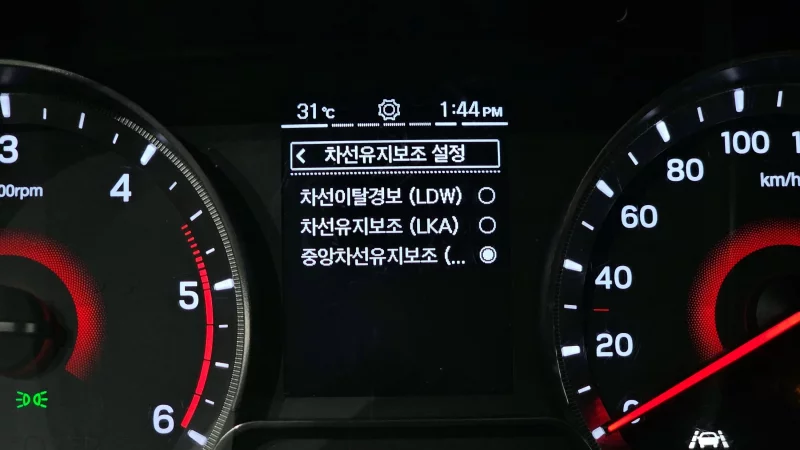 31℃ 1:44 PM
차선유지보조 설정
차선이탈경보 (LDW)
차선유지보조 (LKA)
중앙차선유지보조 (...
3
00rpm
4
5
6
100
km/h
80
60
40
20
0